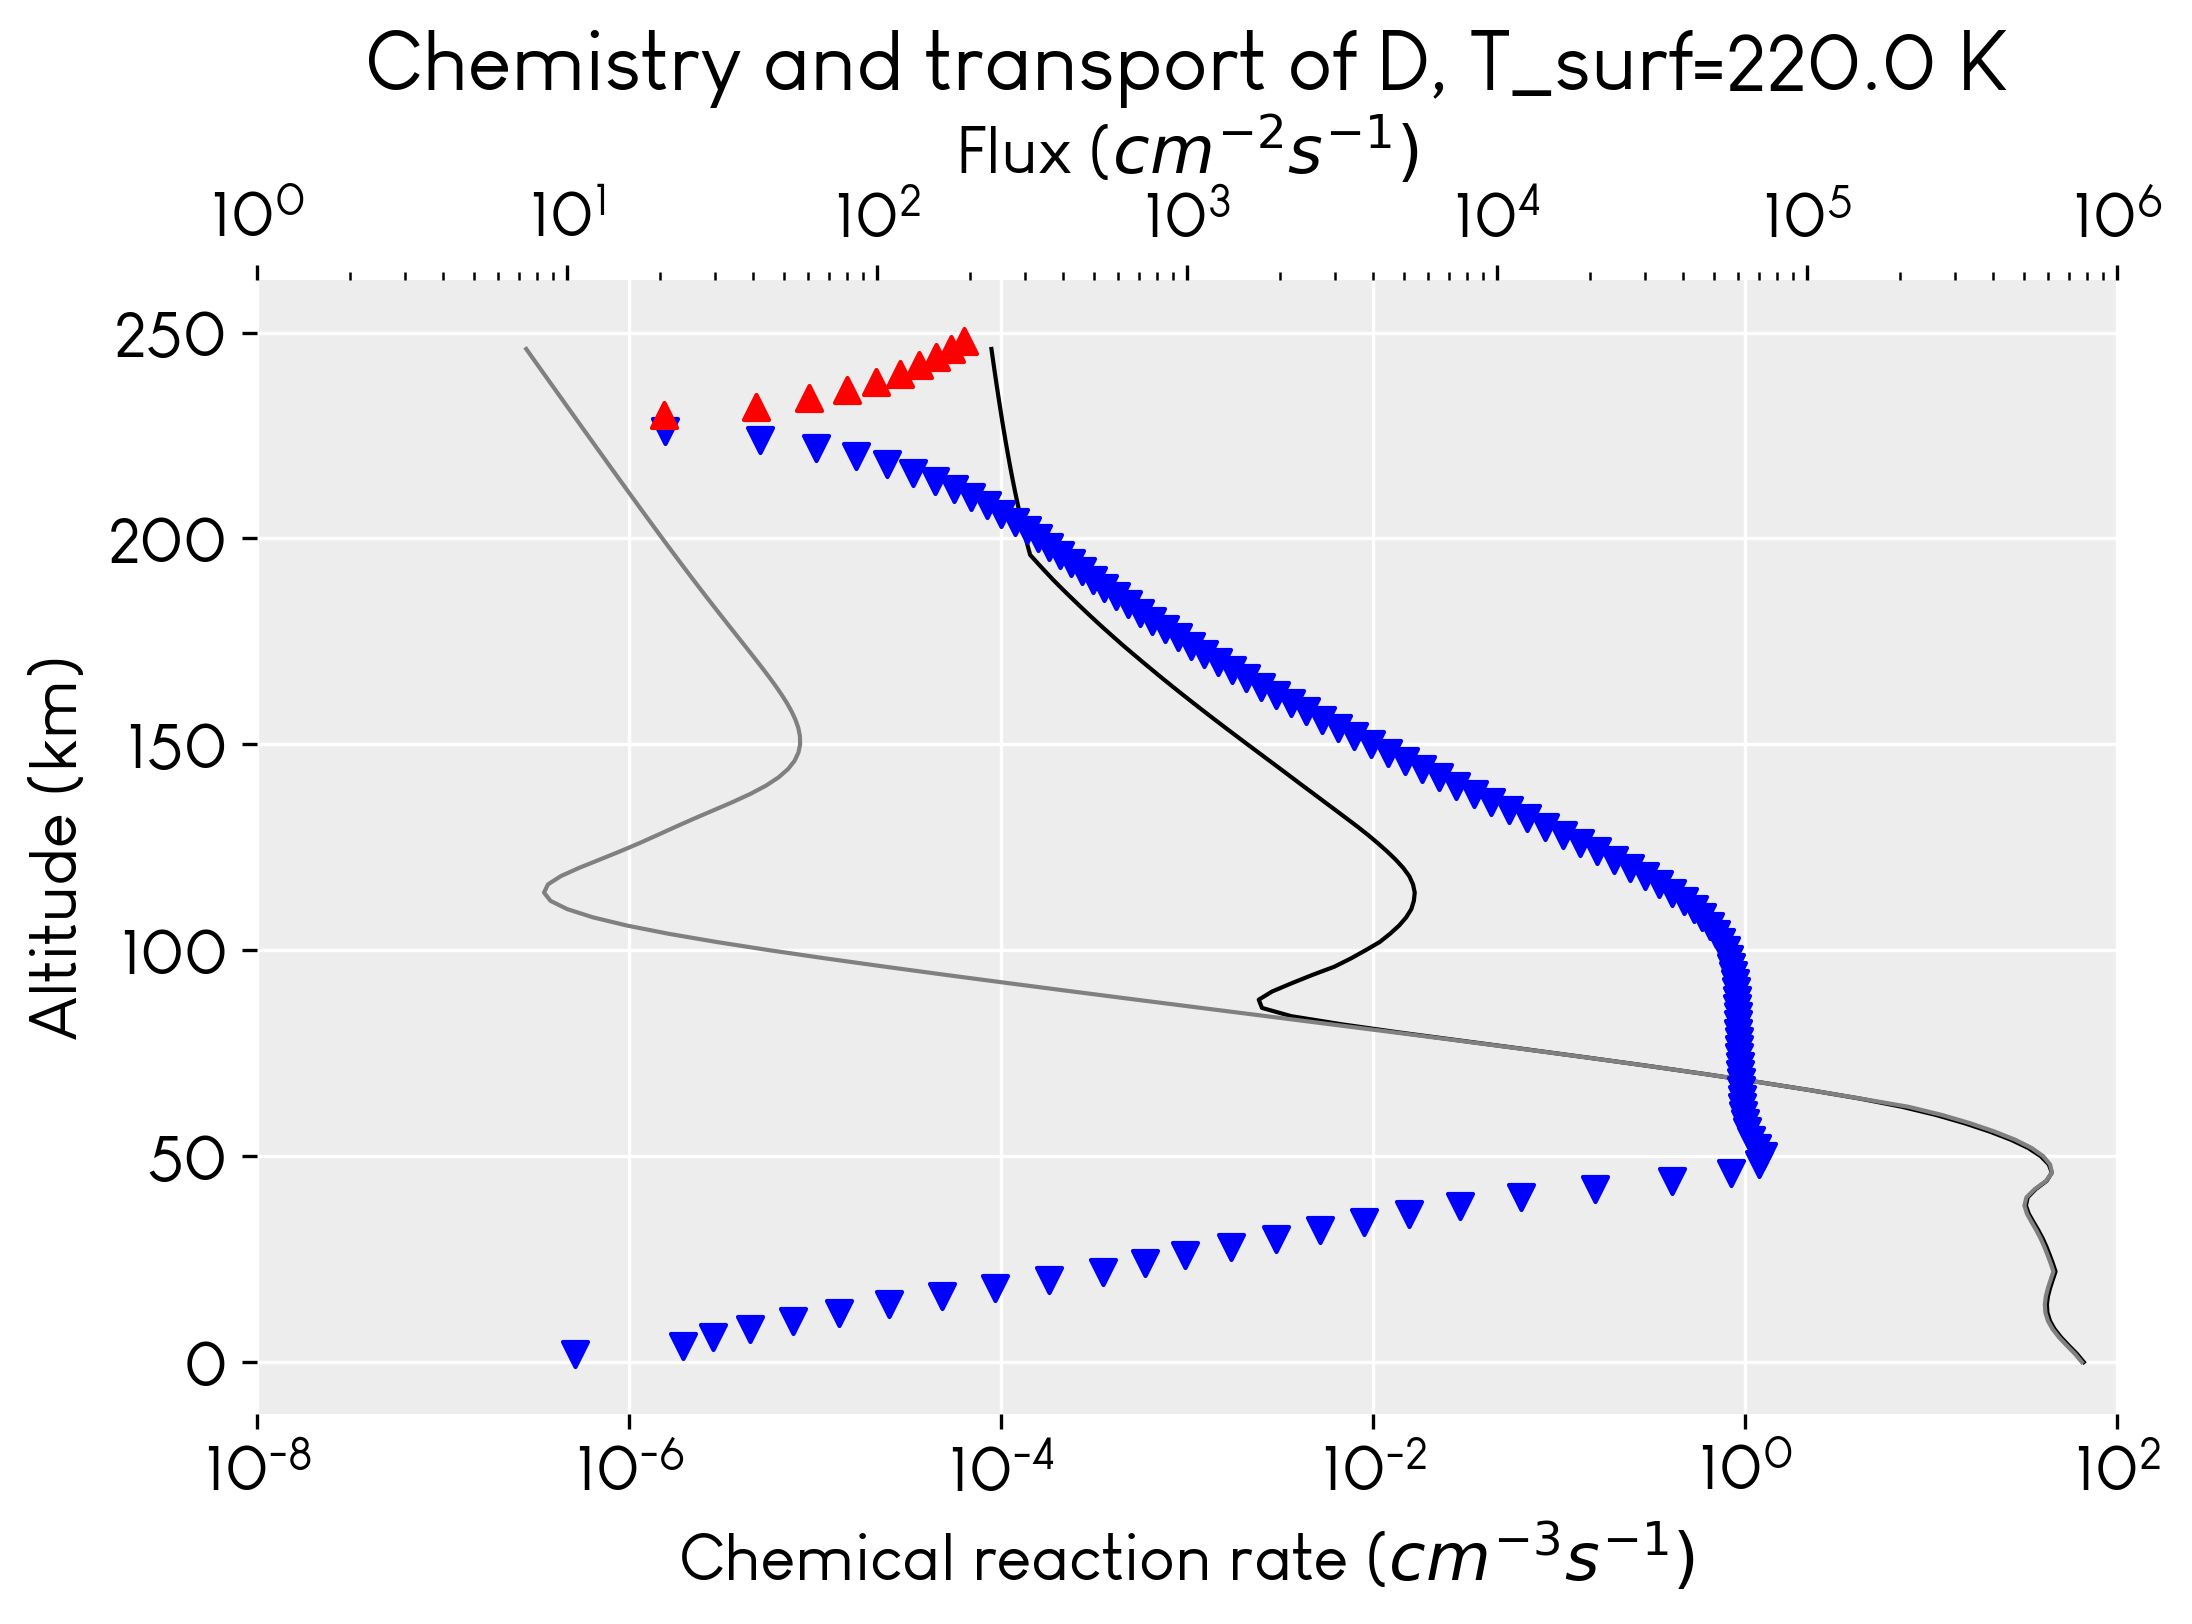 Chemistry and transport of D, T_surf=220.0 K
Flux (cm⁻²s⁻¹)
10⁰ 10¹ 10² 10³ 10⁴ 10⁵ 10⁶
250
200
150
100
50
0
Altitude (km)
10⁻⁸ 10⁻⁶ 10⁻⁴ 10⁻² 10⁰ 10²
Chemical reaction rate (cm⁻³s⁻¹)